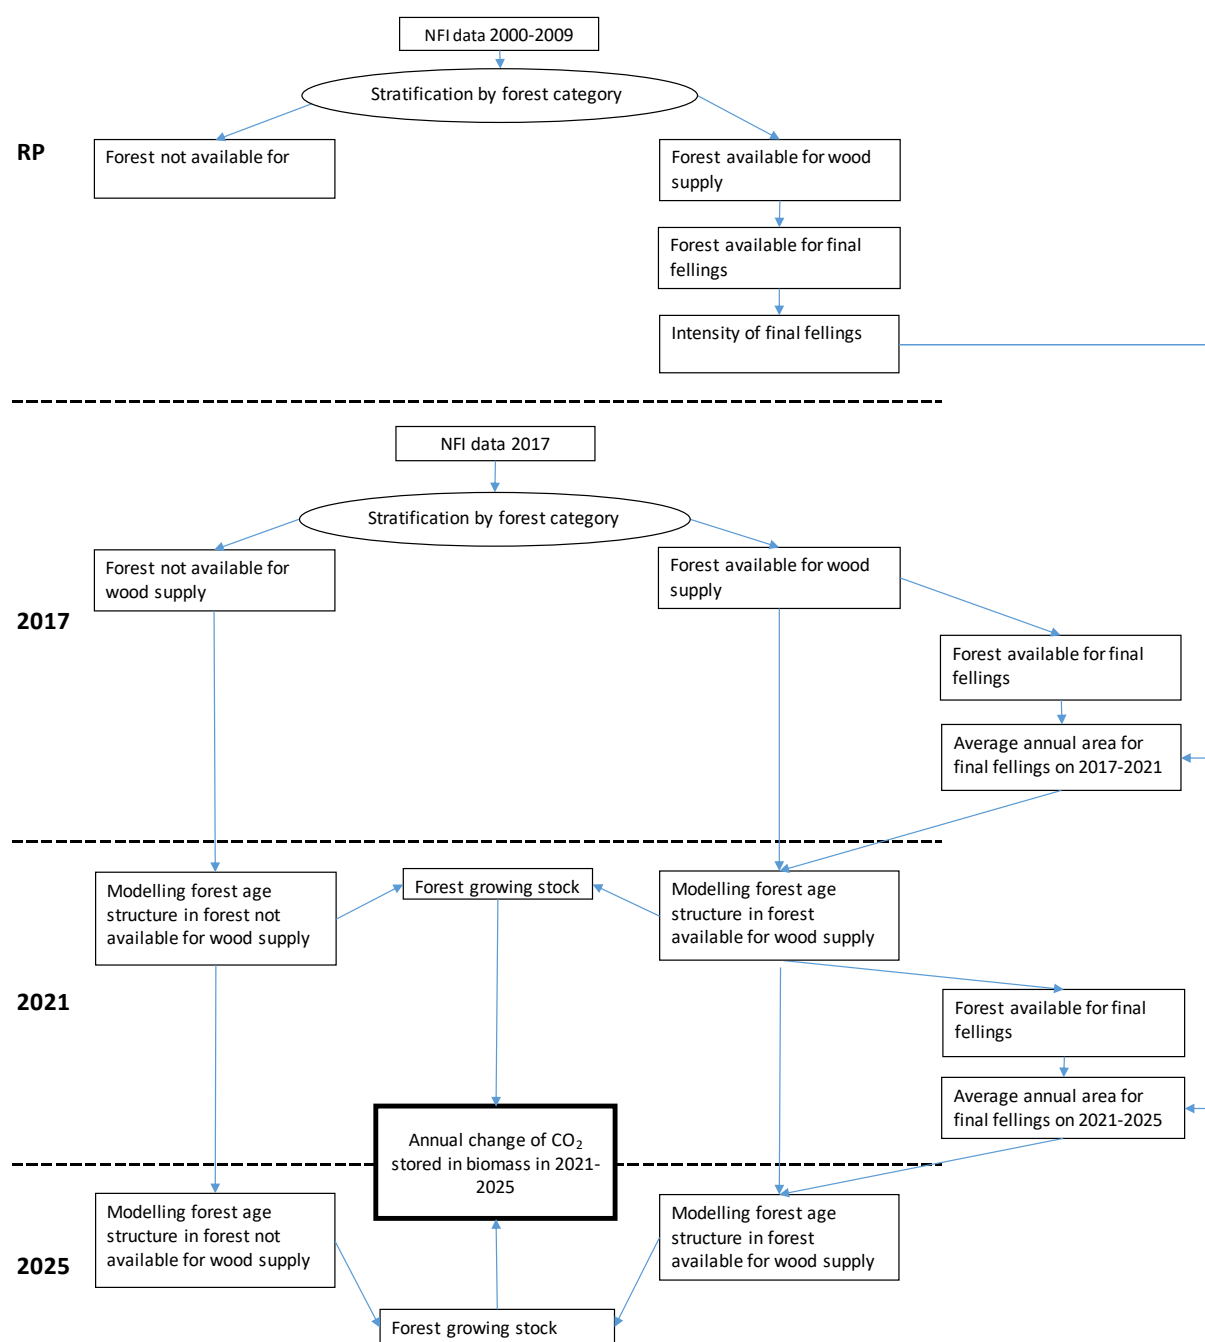 NFI data 2000-2009
Stratification by forest category
RP
Forest not available for
Forest available for wood
supply
Forest available for final
fellings
Intensity of final fellings
NFI data 2017
Stratification by forest category
Forest not available for
wood supply
Forest available for wood
supply
2017
Forest available for final
fellings
Average annual area for
final fellings on 2017-2021
Modelling forest age
structure in forest not
available for wood supply
Forest growing stock
Modelling forest age
structure in forest
available for wood supply
2021
Forest available for final
fellings
Average annual area for
final fellings on 2021-2025
Annual change of CO₂
stored in biomass in 2021-
2025
Modelling forest age
structure in forest not
available for wood supply
Modelling forest age
structure in forest
available for wood supply
2025
Forest growing stock